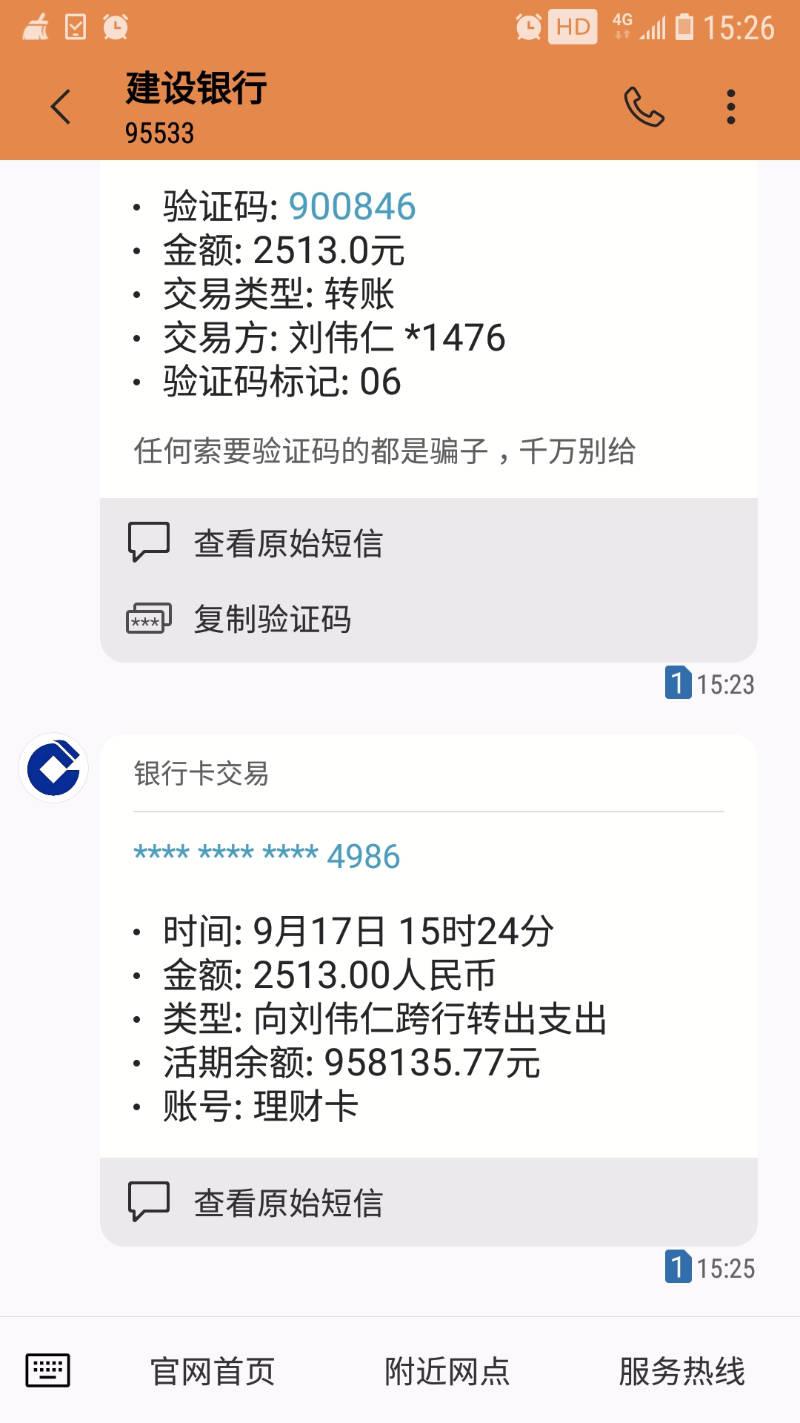 HD 4G 15:26
建设银行
95533
· 验证码: 900846
· 金额: 2513.0元
· 交易类型: 转账
· 交易方: 刘伟仁 *1476
· 验证码标记: 06
任何索要验证码的都是骗子，千万别给
查看原始短信
*** 复制验证码
1 15:23
银行卡交易
**** **** **** 4986
· 时间: 9月17日 15时24分
· 金额: 2513.00人民币
· 类型: 向刘伟仁跨行转出支出
· 活期余额: 958135.77元
· 账号: 理财卡
查看原始短信
1 15:25
官网首页 附近网点 服务热线